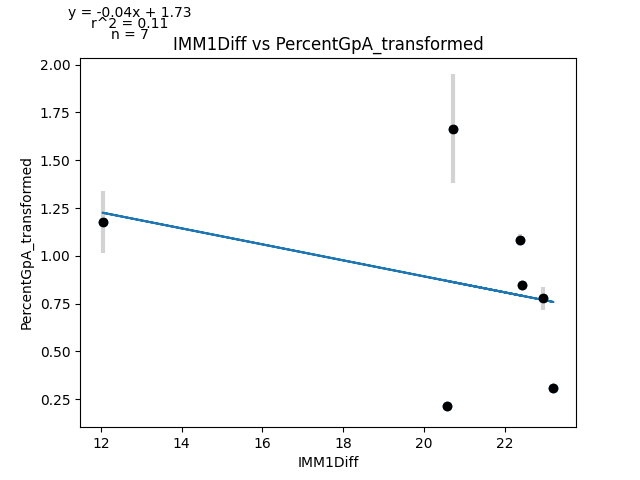 y = -0.04x + 1.73
r^2 = 0.11
n = 7
IMM1Diff vs PercentGpA_transformed
2.00
1.75
1.50
1.25
1.00
0.75
0.50
0.25
PercentGpA_transformed
12 14 16 18 20 22
IMM1Diff